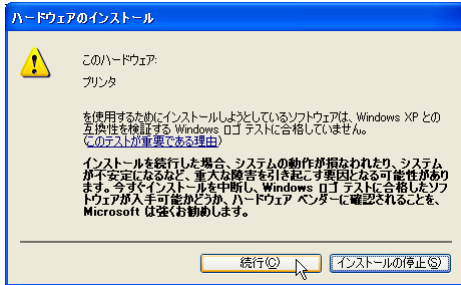 ハードウェアのインストール
このハードウェア:
プリンタ
を使用するためにインストールしようとしているソフトウェアは、Windows XP との
互換性を検証する Windows ロゴ テストに合格していません。
(このテストが重要である理由)
インストールを続行した場合、システムの動作が損なわれたり、システム
が不安定になるなど、重大な障害を引き起こす要因となる可能性があり
ます。今すぐインストールを中断し、Windows ロゴ テストに合格したソフ
トウェアが入手可能かどうか、ハードウェア ベンダーに確認されることを、
Microsoft は強くお勧めします。
続行(C)
インストールの停止(S)